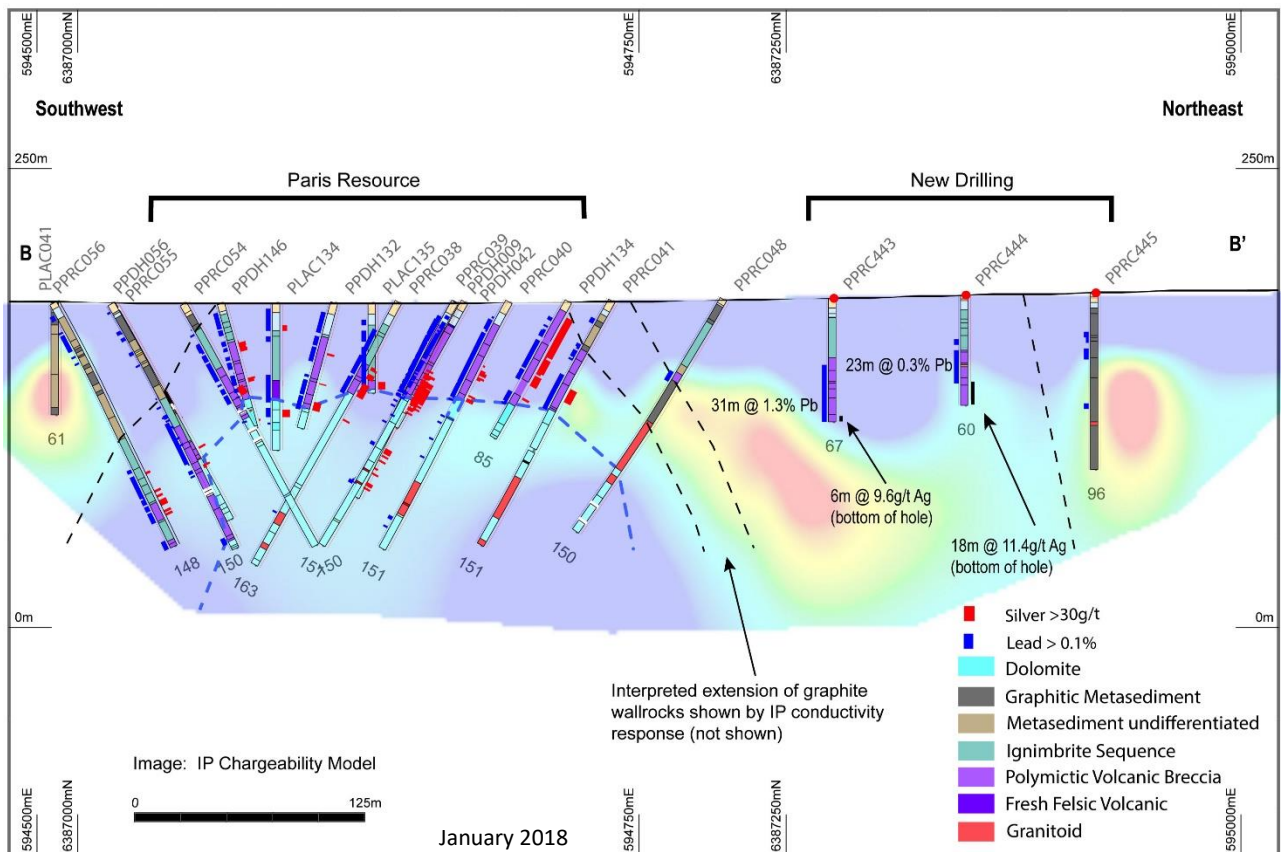 594500mE
6387000mN
594750mE
6387250mN
595000mE
Southwest
Northeast
250m
250m
Paris Resource
New Drilling
B
B'
PLAC041
PPRC056
PPDH056
PPRC055
PPRC054
PPDH146
PLAC134
PPDH132
PLAC135
PPRC038
PPRC039
PPDH009
PPDH042
PPRC040
PPDH134
PPRC041
PPRC048
PPRC443
PPRC444
PPRC445
23m @ 0.3% Pb
31m @ 1.3% Pb
61
67
60
85
96
6m @ 9.6g/t Ag
(bottom of hole)
18m @ 11.4g/t Ag
(bottom of hole)
148
150
163
151
150
151
151
150
0m
0m
Silver >30g/t
Lead > 0.1%
Dolomite
Graphitic Metasediment
Metasediment undifferentiated
Ignimbrite Sequence
Polymictic Volcanic Breccia
Fresh Felsic Volcanic
Granitoid
Interpreted extension of graphite
wallrocks shown by IP conductivity
response (not shown)
Image: IP Chargeability Model
0
125m
January 2018
594500mE
6387000mN
594750mE
6387250mN
595000mE